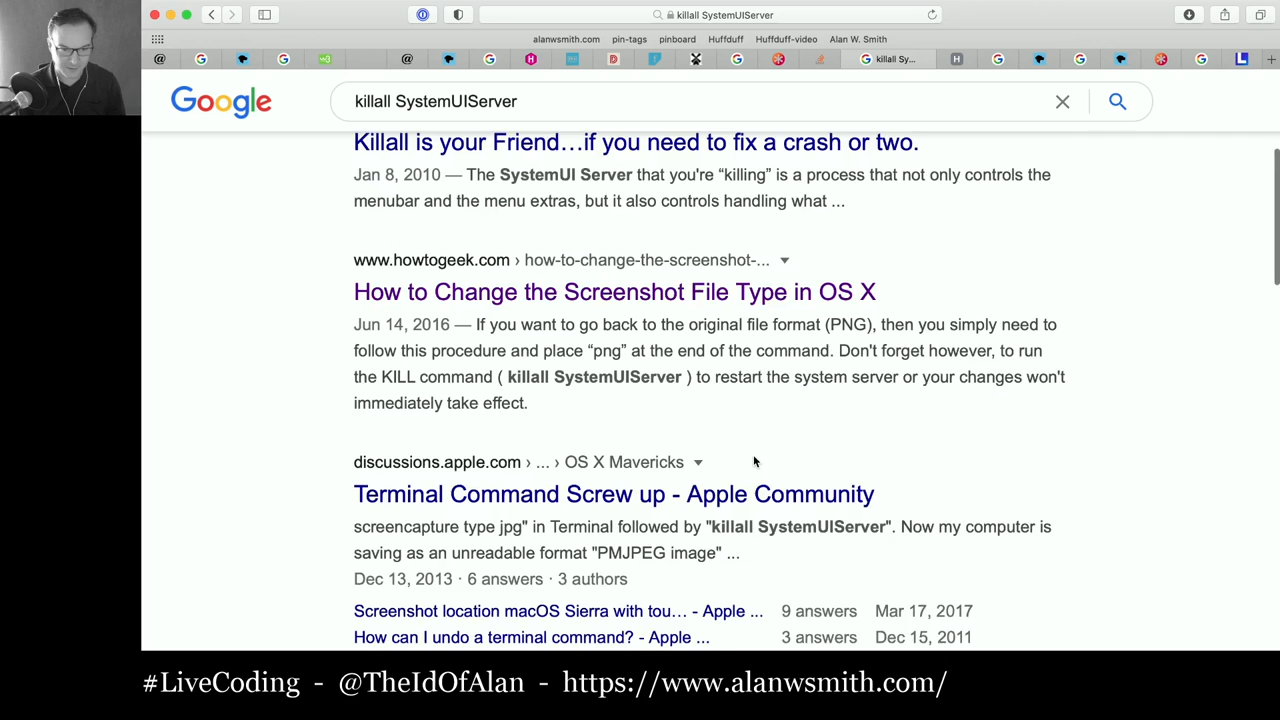 killall SystemUIServer
alanwsmith.com pin-tags pinboard Huffduff Huffduff-video Alan W. Smith
killall Sy...
Google
killall SystemUIServer
Killall is your Friend…if you need to fix a crash or two.
Jan 8, 2010 — The SystemUI Server that you're “killing” is a process that not only controls the
menubar and the menu extras, but it also controls handling what ...
www.howtogeek.com › how-to-change-the-screenshot-...
How to Change the Screenshot File Type in OS X
Jun 14, 2016 — If you want to go back to the original file format (PNG), then you simply need to
follow this procedure and place “png” at the end of the command. Don't forget however, to run
the KILL command ( killall SystemUIServer ) to restart the system server or your changes won't
immediately take effect.
discussions.apple.com › ... › OS X Mavericks
Terminal Command Screw up - Apple Community
screencapture type jpg" in Terminal followed by "killall SystemUIServer". Now my computer is
saving as an unreadable format "PMJPEG image" ...
Dec 13, 2013 · 6 answers · 3 authors
Screenshot location macOS Sierra with tou… - Apple ... 9 answers Mar 17, 2017
How can I undo a terminal command? - Apple ... 3 answers Dec 15, 2011
#LiveCoding - @TheIdOfAlan - https://www.alanwsmith.com/